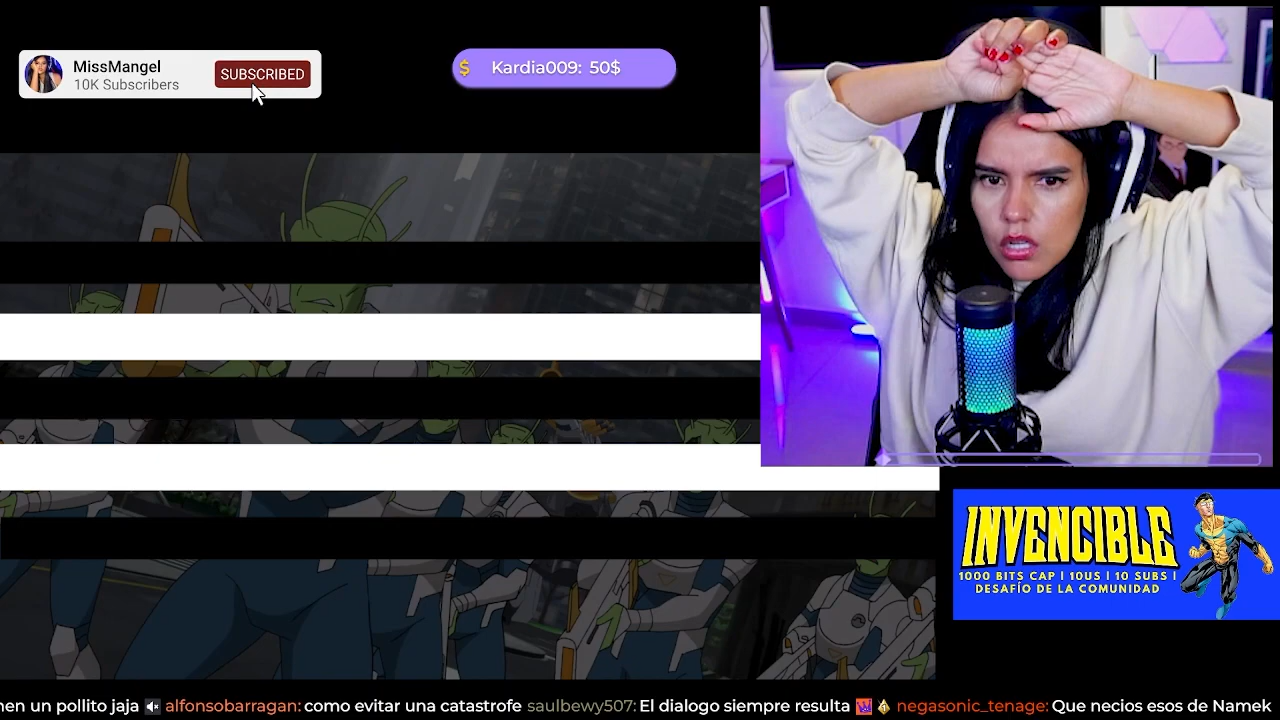 MissMangel
10K Subscribers
SUBSCRIBED
$ Kardia009: 50$
INVENCIBLE
1000 BITS CAP | 10US | 10 SUBS |
DESAFÍO DE LA COMUNIDAD
nen un pollito jaja alfonsobarragan: como evitar una catastrofe saulbewy507: El dialogo siempre resulta negasonic_tenage: Que necios esos de Namek